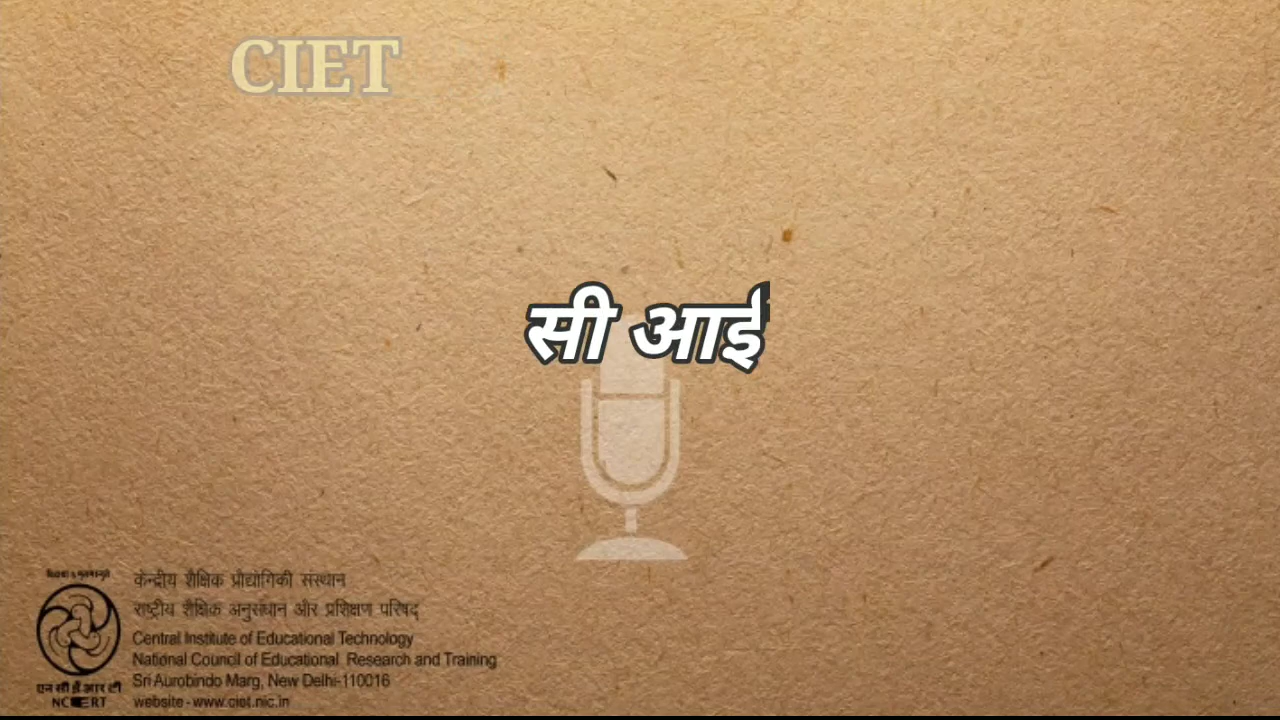 CIET
सी आई
केन्द्रीय शैक्षिक प्रौद्योगिकी संस्थान
राष्ट्रीय शैक्षिक अनुसंधान और प्रशिक्षण परिषद्
Central Institute of Educational Technology
National Council of Educational Research and Training
Sri Aurobindo Marg, New Delhi-110016
एन सी ई आर टी
NCERT
website - www.ciet.nic.in